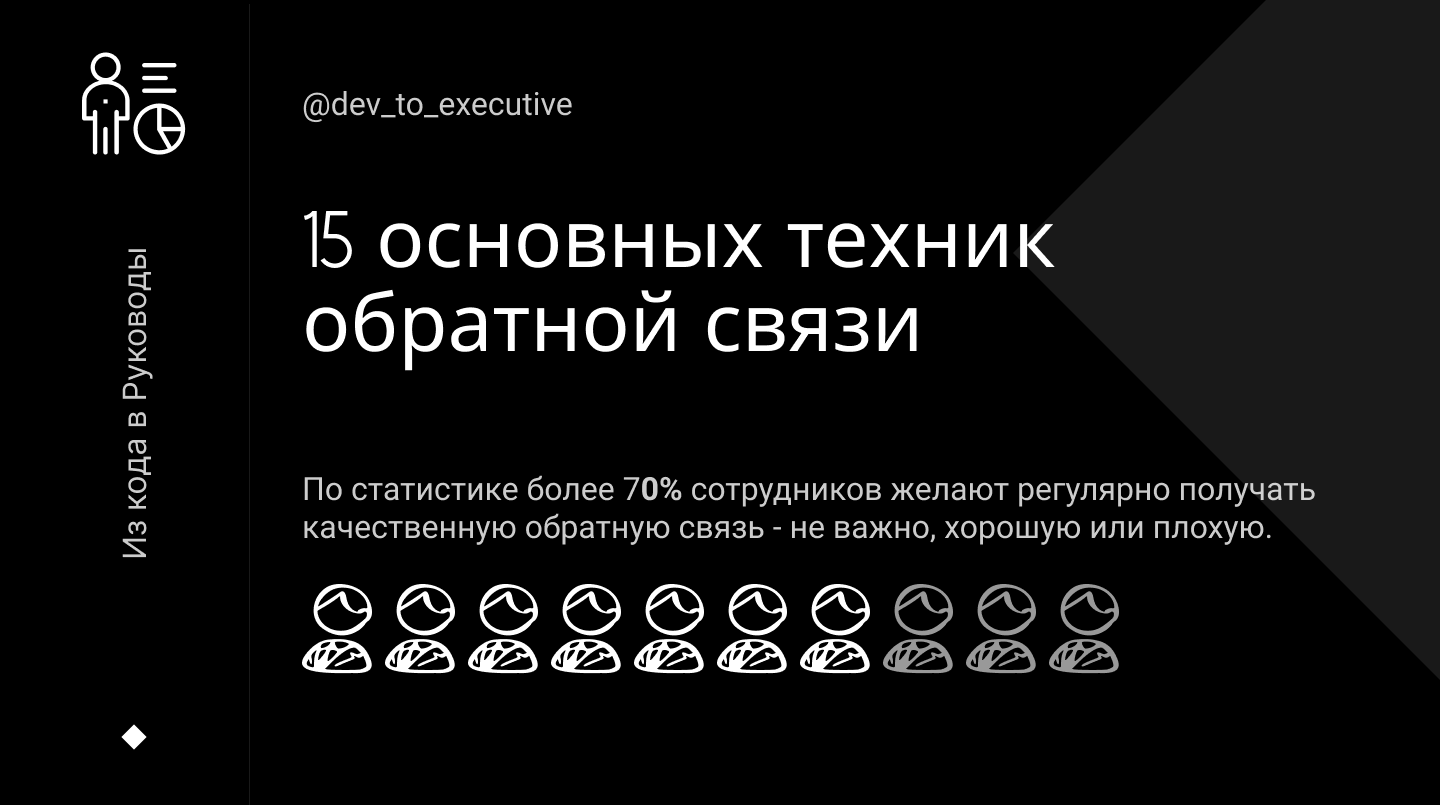 @dev_to_executive
15 основных техник
обратной связи
Из кода в Руководы
По статистике более 70% сотрудников желают регулярно получать
качественную обратную связь - не важно, хорошую или плохую.